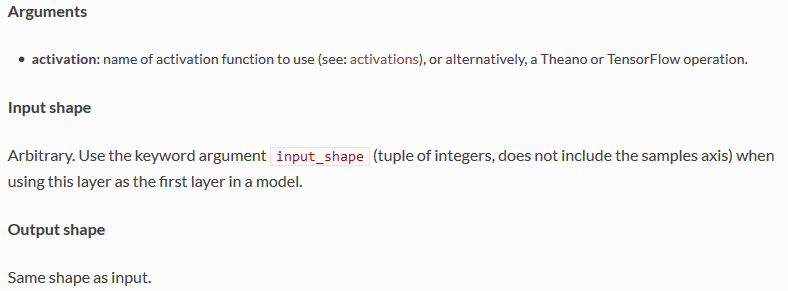 Arguments
• activation: name of activation function to use (see: activations), or alternatively, a Theano or TensorFlow operation.
Input shape
Arbitrary. Use the keyword argument input_shape (tuple of integers, does not include the samples axis) when
using this layer as the first layer in a model.
Output shape
Same shape as input.